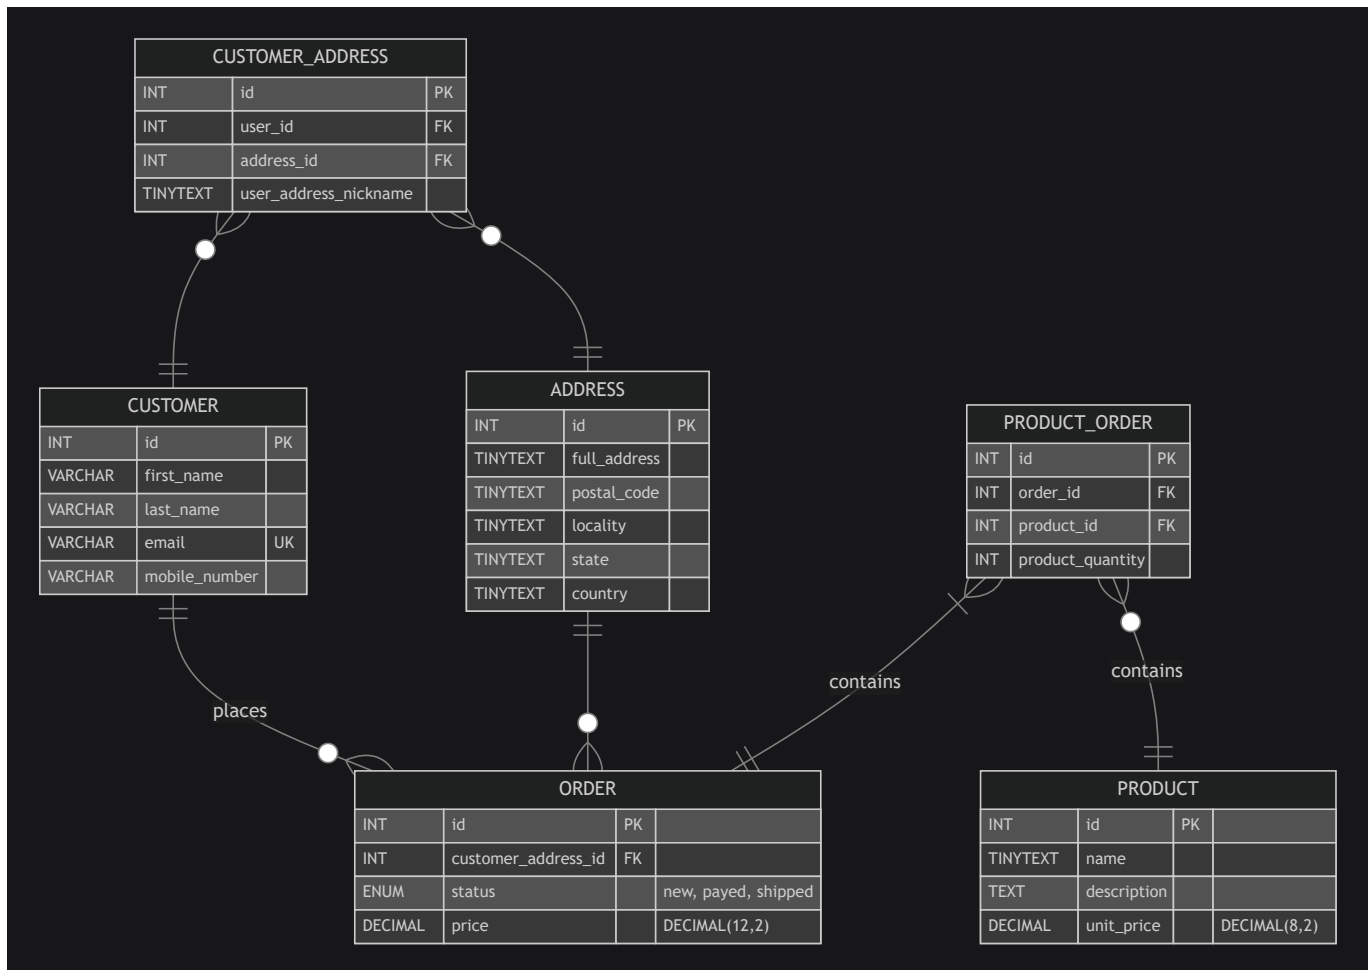 CUSTOMER_ADDRESS
INT id PK
INT user_id FK
INT address_id FK
TINYTEXT user_address_nickname
CUSTOMER
INT id PK
VARCHAR first_name
VARCHAR last_name
VARCHAR email UK
VARCHAR mobile_number
ADDRESS
INT id PK
TINYTEXT full_address
TINYTEXT postal_code
TINYTEXT locality
TINYTEXT state
TINYTEXT country
PRODUCT_ORDER
INT id PK
INT order_id FK
INT product_id FK
INT product_quantity
places
contains
contains
ORDER
INT id PK
INT customer_address_id FK
ENUM status new, payed, shipped
DECIMAL price DECIMAL(12,2)
PRODUCT
INT id PK
TINYTEXT name
TEXT description
DECIMAL unit_price DECIMAL(8,2)